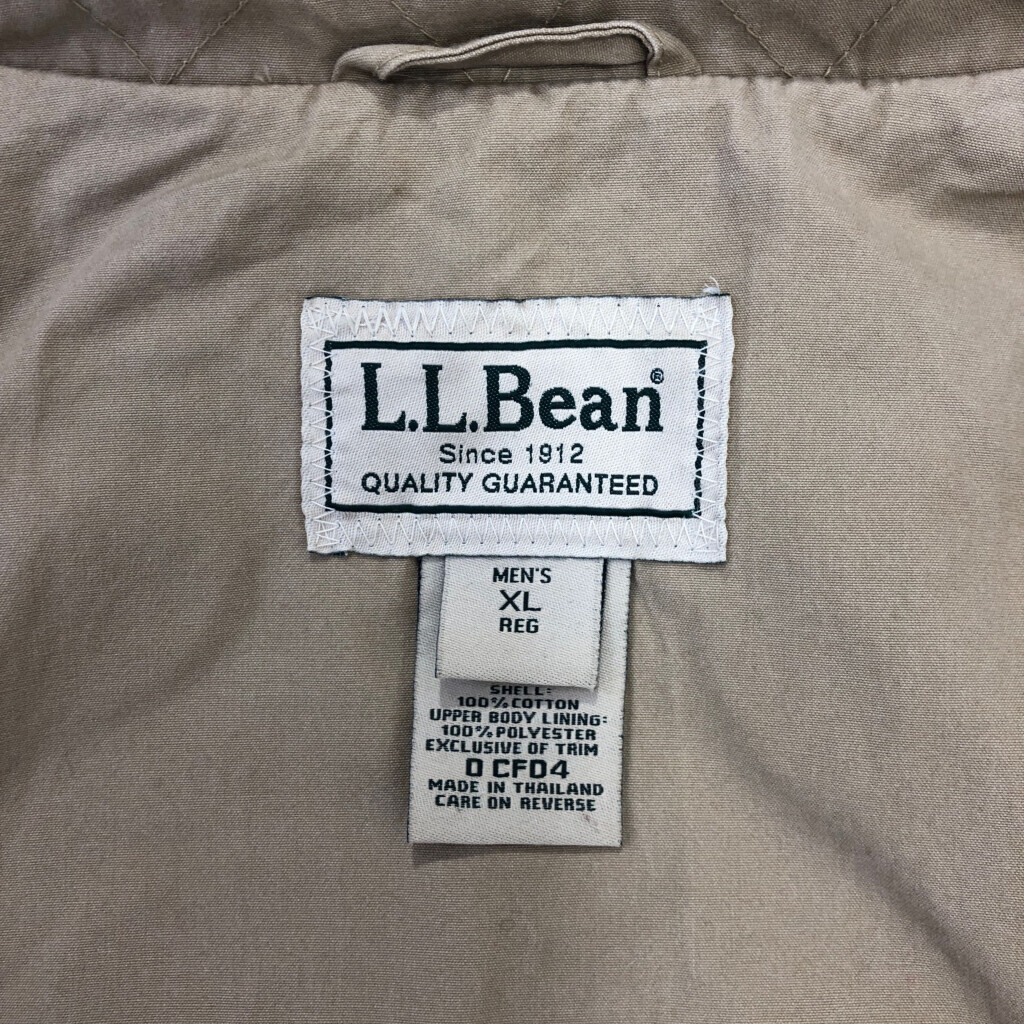 L.L.Bean®
Since 1912
QUALITY GUARANTEED
MEN'S
XL
REG
SHELL:
100% COTTON
UPPER BODY LINING:
100% POLYESTER
EXCLUSIVE OF TRIM
0 CFD4
MADE IN THAILAND
CARE ON REVERSE